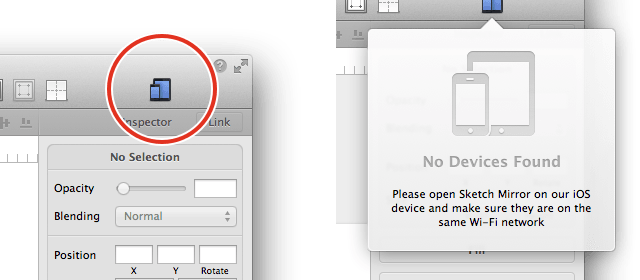 ?
Inspector
Link
No Selection
Opacity
Blending
Normal
Position
X
Y
Rotate
No Devices Found
Please open Sketch Mirror on our iOS
device and make sure they are on the
same Wi-Fi network
Fill